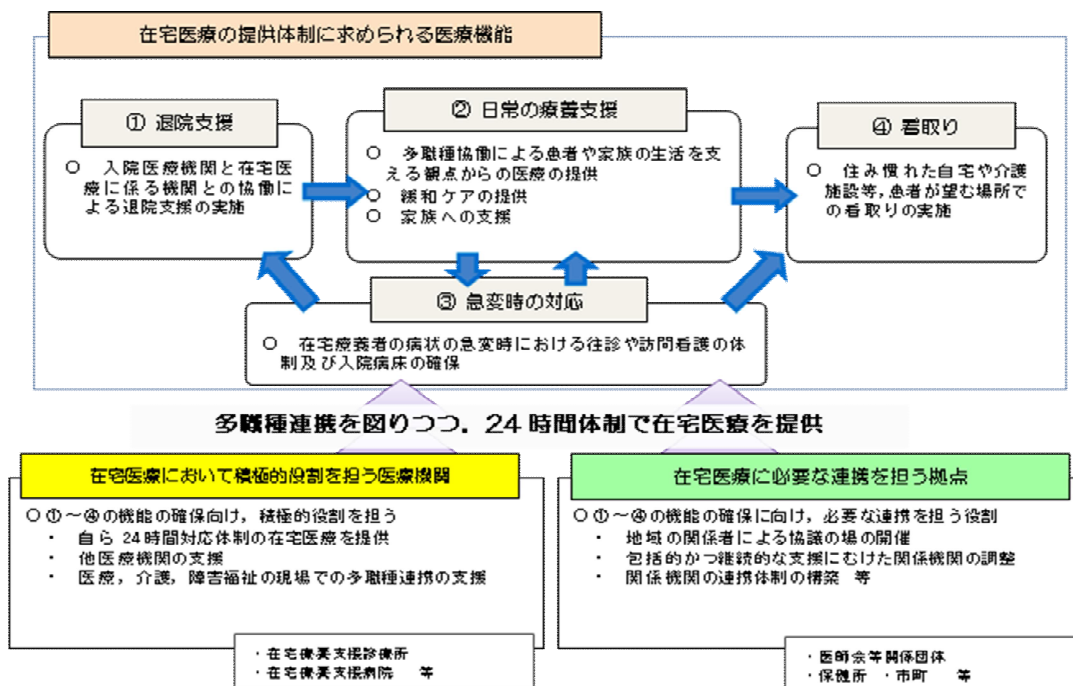 在宅医療の提供体制に求められる医療機能
① 退院支援
○ 入院医療機関と在宅医
療に係る機関との協働に
よる退院支援の実施
② 日常の療養支援
○ 多職種協働による患者や家族の生活を支
える観点からの医療の提供
○ 緩和ケアの提供
○ 家族への支援
④ 看取り
○ 住み慣れた自宅や介護
施設等,患者が望む場所で
の看取りの実施
③ 急変時の対応
○ 在宅療養者の病状の急変時における往診や訪問看護の体
制及び入院病床の確保
多職種連携を図りつつ,24時間体制で在宅医療を提供
在宅医療において積極的役割を担う医療機関
○①~④の機能の確保向け,積極的役割を担う
・ 自ら24時間対応体制の在宅医療を提供
・ 他医療機関の支援
・ 医療,介護,障害福祉の現場での多職種連携の支援
・在宅療養支援診療所
・在宅療養支援病院 等
在宅医療に必要な連携を担う拠点
○①~④の機能の確保に向け,必要な連携を担う役割
・ 地域の関係者による協議の場の開催
・ 包括的かつ継続的な支援にむけた関係機関の調整
・ 関係機関の連携体制の構築 等
・医師会等関係団体
・保健所 ・市町 等